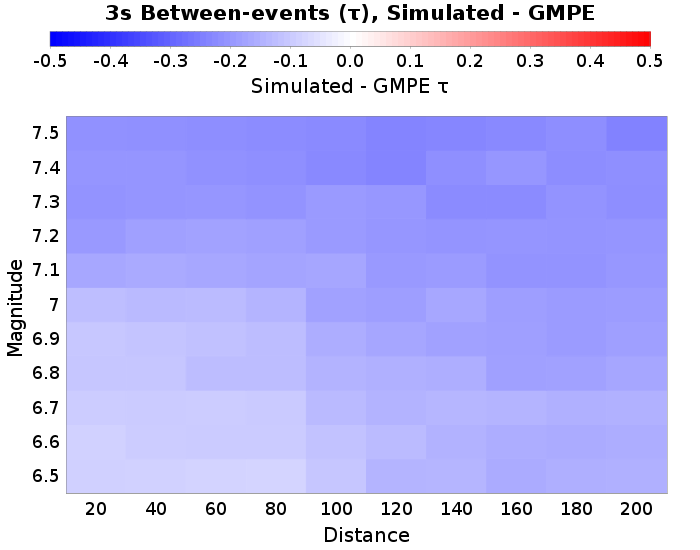 3s Between-events (τ), Simulated - GMPE
-0.5 -0.4 -0.3 -0.2 -0.1 0.0 0.1 0.2 0.3 0.4 0.5
Simulated - GMPE τ
Magnitude
7.5
7.4
7.3
7.2
7.1
7
6.9
6.8
6.7
6.6
6.5
20 40 60 80 100 120 140 160 180 200
Distance